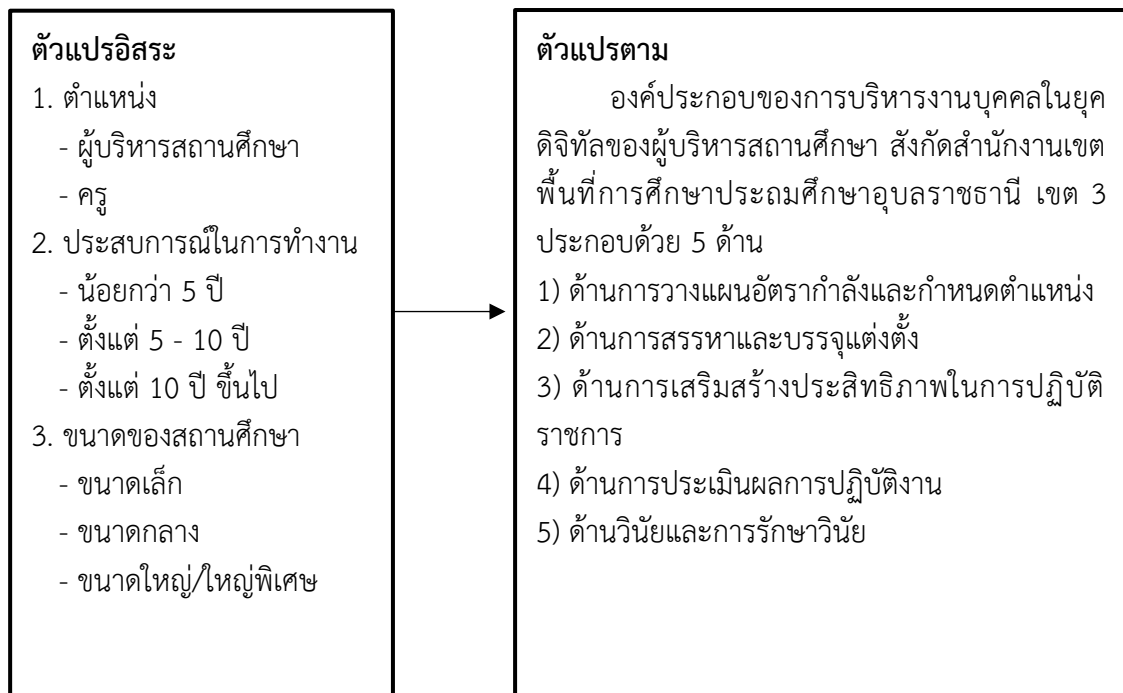 ตัวแปรอิสระ
1. ตำแหน่ง
- ผู้บริหารสถานศึกษา
- ครู
2. ประสบการณ์ในการทำงาน
- น้อยกว่า 5 ปี
- ตั้งแต่ 5 - 10 ปี
- ตั้งแต่ 10 ปี ขึ้นไป
3. ขนาดของสถานศึกษา
- ขนาดเล็ก
- ขนาดกลาง
- ขนาดใหญ่/ใหญ่พิเศษ
ตัวแปรตาม
องค์ประกอบของการบริหารงานบุคคลในยุค
ดิจิทัลของผู้บริหารสถานศึกษา สังกัดสำนักงานเขต
พื้นที่การศึกษาประถมศึกษาอุบลราชธานี เขต 3
ประกอบด้วย 5 ด้าน
1) ด้านการวางแผนอัตรากำลังและกำหนดตำแหน่ง
2) ด้านการสรรหาและบรรจุแต่งตั้ง
3) ด้านการเสริมสร้างประสิทธิภาพในการปฏิบัติ
ราชการ
4) ด้านการประเมินผลการปฏิบัติงาน
5) ด้านวินัยและการรักษาวินัย